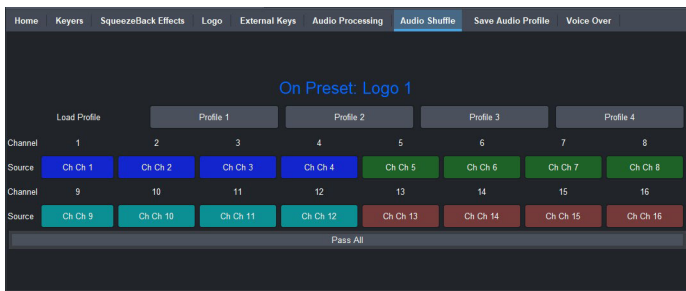 Home Keyers SqueezeBack Effects Logo External Keys Audio Processing Audio Shuffle Save Audio Profile Voice Over
On Preset: Logo 1
Load Profile Profile 1 Profile 2 Profile 3 Profile 4
Channel 1 2 3 4 5 6 7 8
Source Ch Ch 1 Ch Ch 2 Ch Ch 3 Ch Ch 4 Ch Ch 5 Ch Ch 6 Ch Ch 7 Ch Ch 8
Channel 9 10 11 12 13 14 15 16
Source Ch Ch 9 Ch Ch 10 Ch Ch 11 Ch Ch 12 Ch Ch 13 Ch Ch 14 Ch Ch 15 Ch Ch 16
Pass All